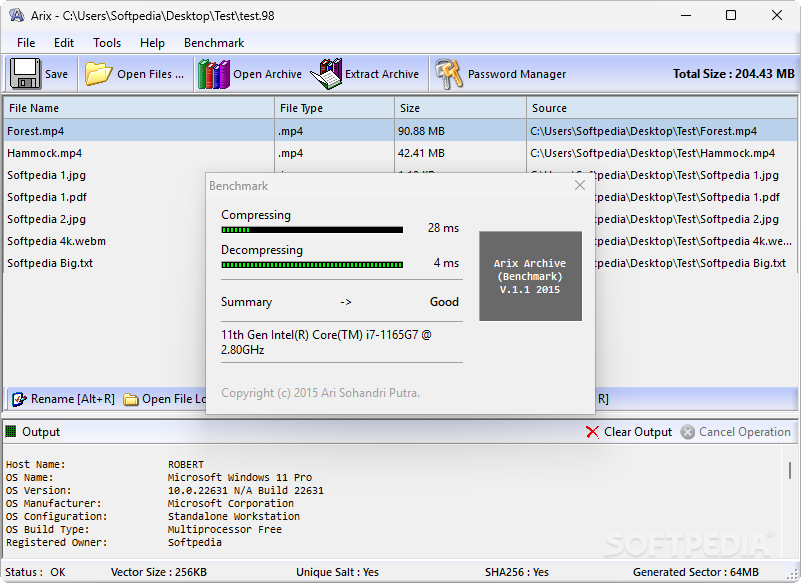 Arix - C:\Users\Softpedia\Desktop\Test\test.98
File Edit Tools Help Benchmark
Save Open Files ... Open Archive Extract Archive Password Manager Total Size : 204.43 MB
File Name File Type Size Source
Forest.mp4 .mp4 90.88 MB C:\Users\Softpedia\Desktop\Test\Forest.mp4
Hammock.mp4 .mp4 42.41 MB C:\Users\Softpedia\Desktop\Test\Hammock.mp4
Softpedia 1.jpg pedia\Desktop\Test\Softpedia 1.jpg
Softpedia 1.pdf pedia\Desktop\Test\Softpedia 1.pdf
Softpedia 2.jpg pedia\Desktop\Test\Softpedia 2.jpg
Softpedia 4k.webm pedia\Desktop\Test\Softpedia 4k.we...
Softpedia Big.txt pedia\Desktop\Test\Softpedia Big.txt
Benchmark
Compressing
28 ms
Decompressing
4 ms
Summary -> Good
11th Gen Intel(R) Core(TM) i7-1165G7 @
2.80GHz
Copyright (c) 2015 Ari Sohandri Putra.
Arix Archive
(Benchmark)
V.1.1 2015
Rename [Alt+R] Open File Lo R]
Output Clear Output Cancel Operation
Host Name: ROBERT
OS Name: Microsoft Windows 11 Pro
OS Version: 10.0.22631 N/A Build 22631
OS Manufacturer: Microsoft Corporation
OS Configuration: Standalone Workstation
OS Build Type: Multiprocessor Free
Registered Owner: Softpedia
SOFTPEDIA
Status : OK Vector Size : 256KB Unique Salt : Yes SHA256 : Yes Generated Sector : 64MB